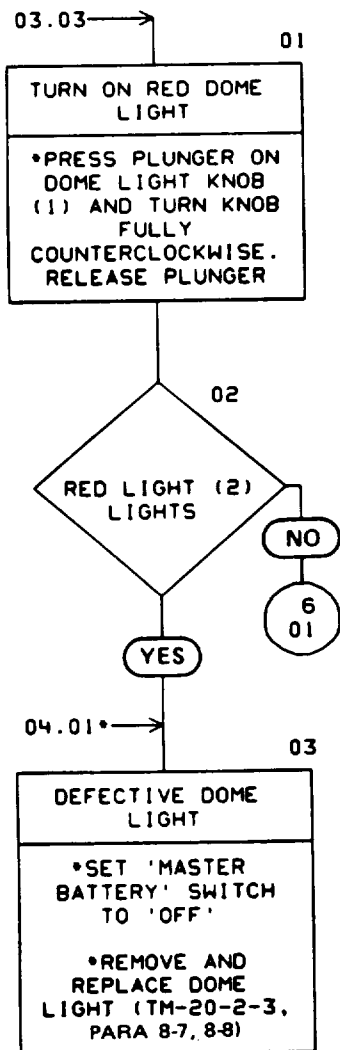 03.03
01
TURN ON RED DOME
LIGHT
*PRESS PLUNGER ON
DOME LIGHT KNOB
(1) AND TURN KNOB
FULLY
COUNTERCLOCKWISE.
RELEASE PLUNGER
02
RED LIGHT (2)
LIGHTS
NO
6
01
YES
04.01*
03
DEFECTIVE DOME
LIGHT
*SET 'MASTER
BATTERY' SWITCH
TO 'OFF'
*REMOVE AND
REPLACE DOME
LIGHT (TM-20-2-3,
PARA 8-7, 8-8)